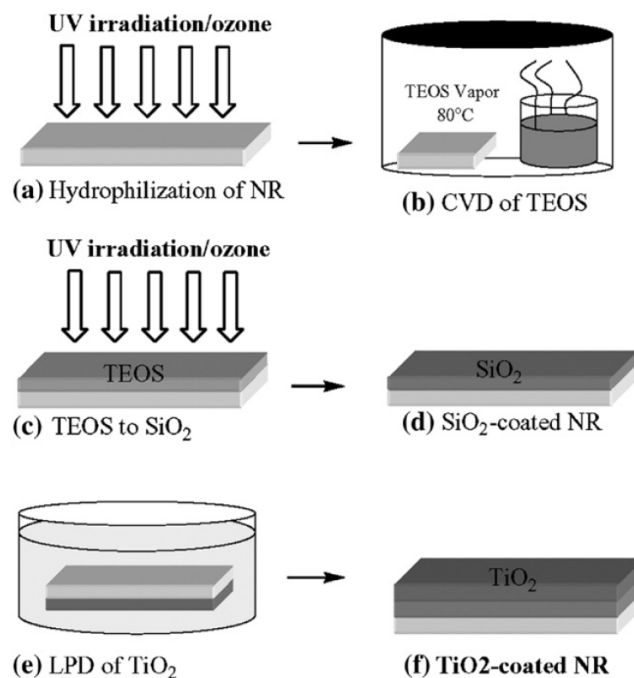 UV irradiation/ozone
(a) Hydrophilization of NR
TEOS Vapor
80°C
(b) CVD of TEOS
UV irradiation/ozone
TEOS
(c) TEOS to SiO₂
SiO₂
(d) SiO₂-coated NR
(e) LPD of TiO₂
TiO₂
(f) TiO2-coated NR